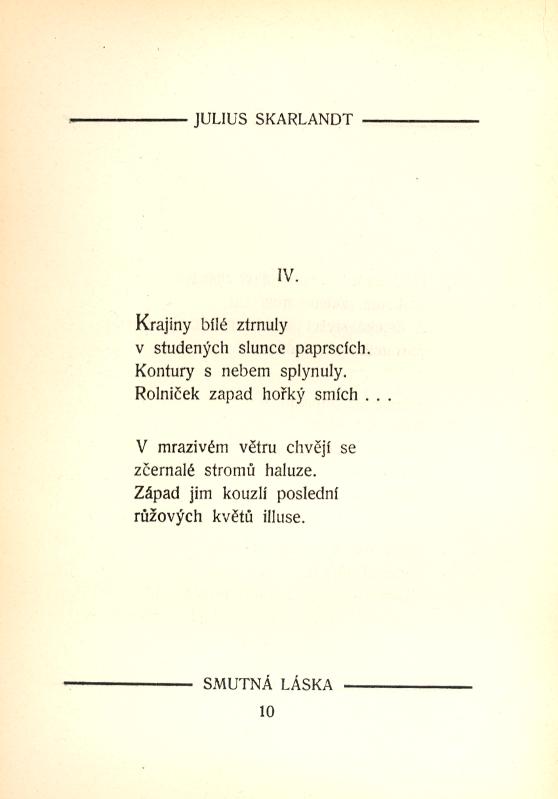 JULIUS SKARLANDT
IV.
Krajiny bílé ztrnuly
v studených slunce paprscích.
Kontury s nebem splynuly.
Rolniček zapad hořký smích . . .
V mrazivém větru chvějí se
zčernalé stromů haluze.
Západ jim kouzlí poslední
růžových květů illuse.
SMUTNÁ LÁSKA
10